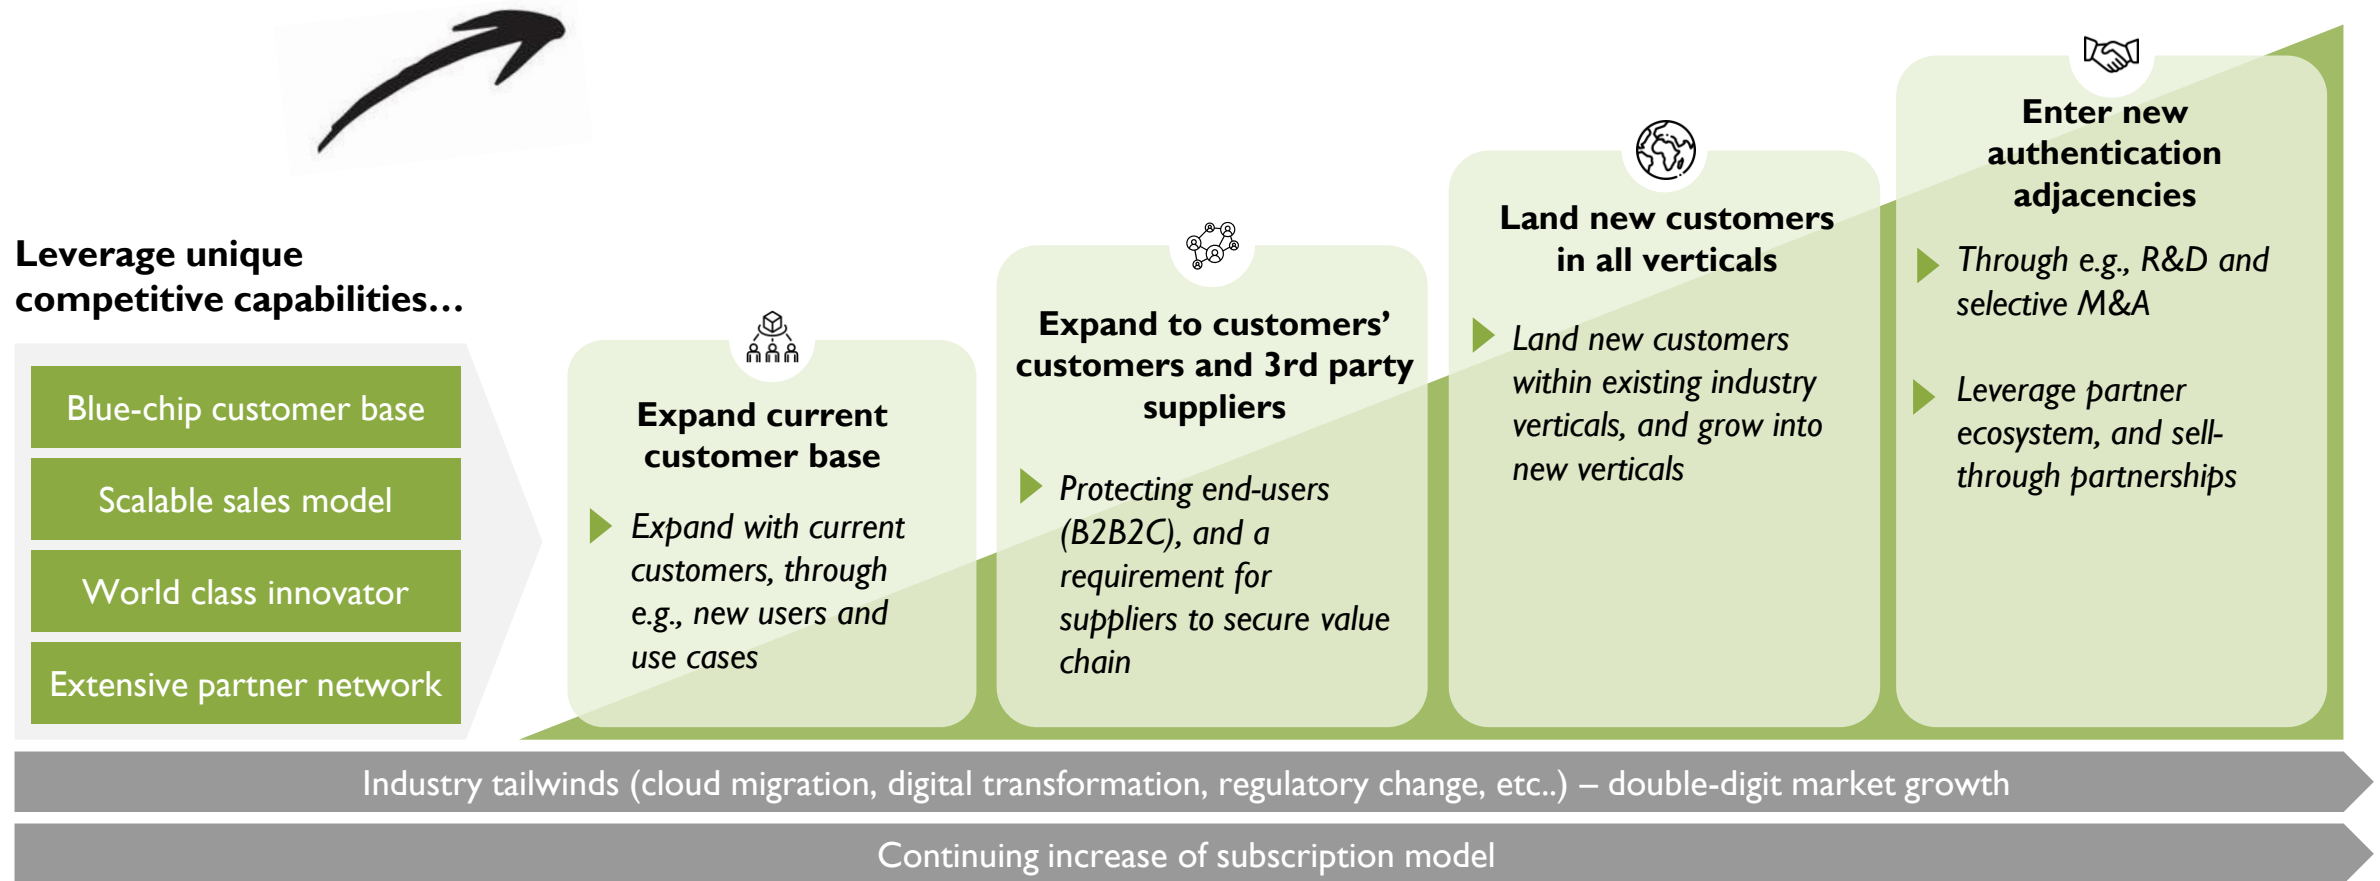 Leverage unique
competitive capabilities…
Blue-chip customer base
Scalable sales model
World class innovator
Extensive partner network
Expand current
customer base
Expand with current
customers, through
e.g., new users and
use cases
Expand to customers’
customers and 3rd party
suppliers
Protecting end-users
(B2B2C), and a
requirement for
suppliers to secure value
chain
Land new customers
in all verticals
Land new customers
within existing industry
verticals, and grow into
new verticals
Enter new
authentication
adjacencies
Through e.g., R&D and
selective M&A
Leverage partner
ecosystem, and sell-
through partnerships
Industry tailwinds (cloud migration, digital transformation, regulatory change, etc..) – double-digit market growth
Continuing increase of subscription model